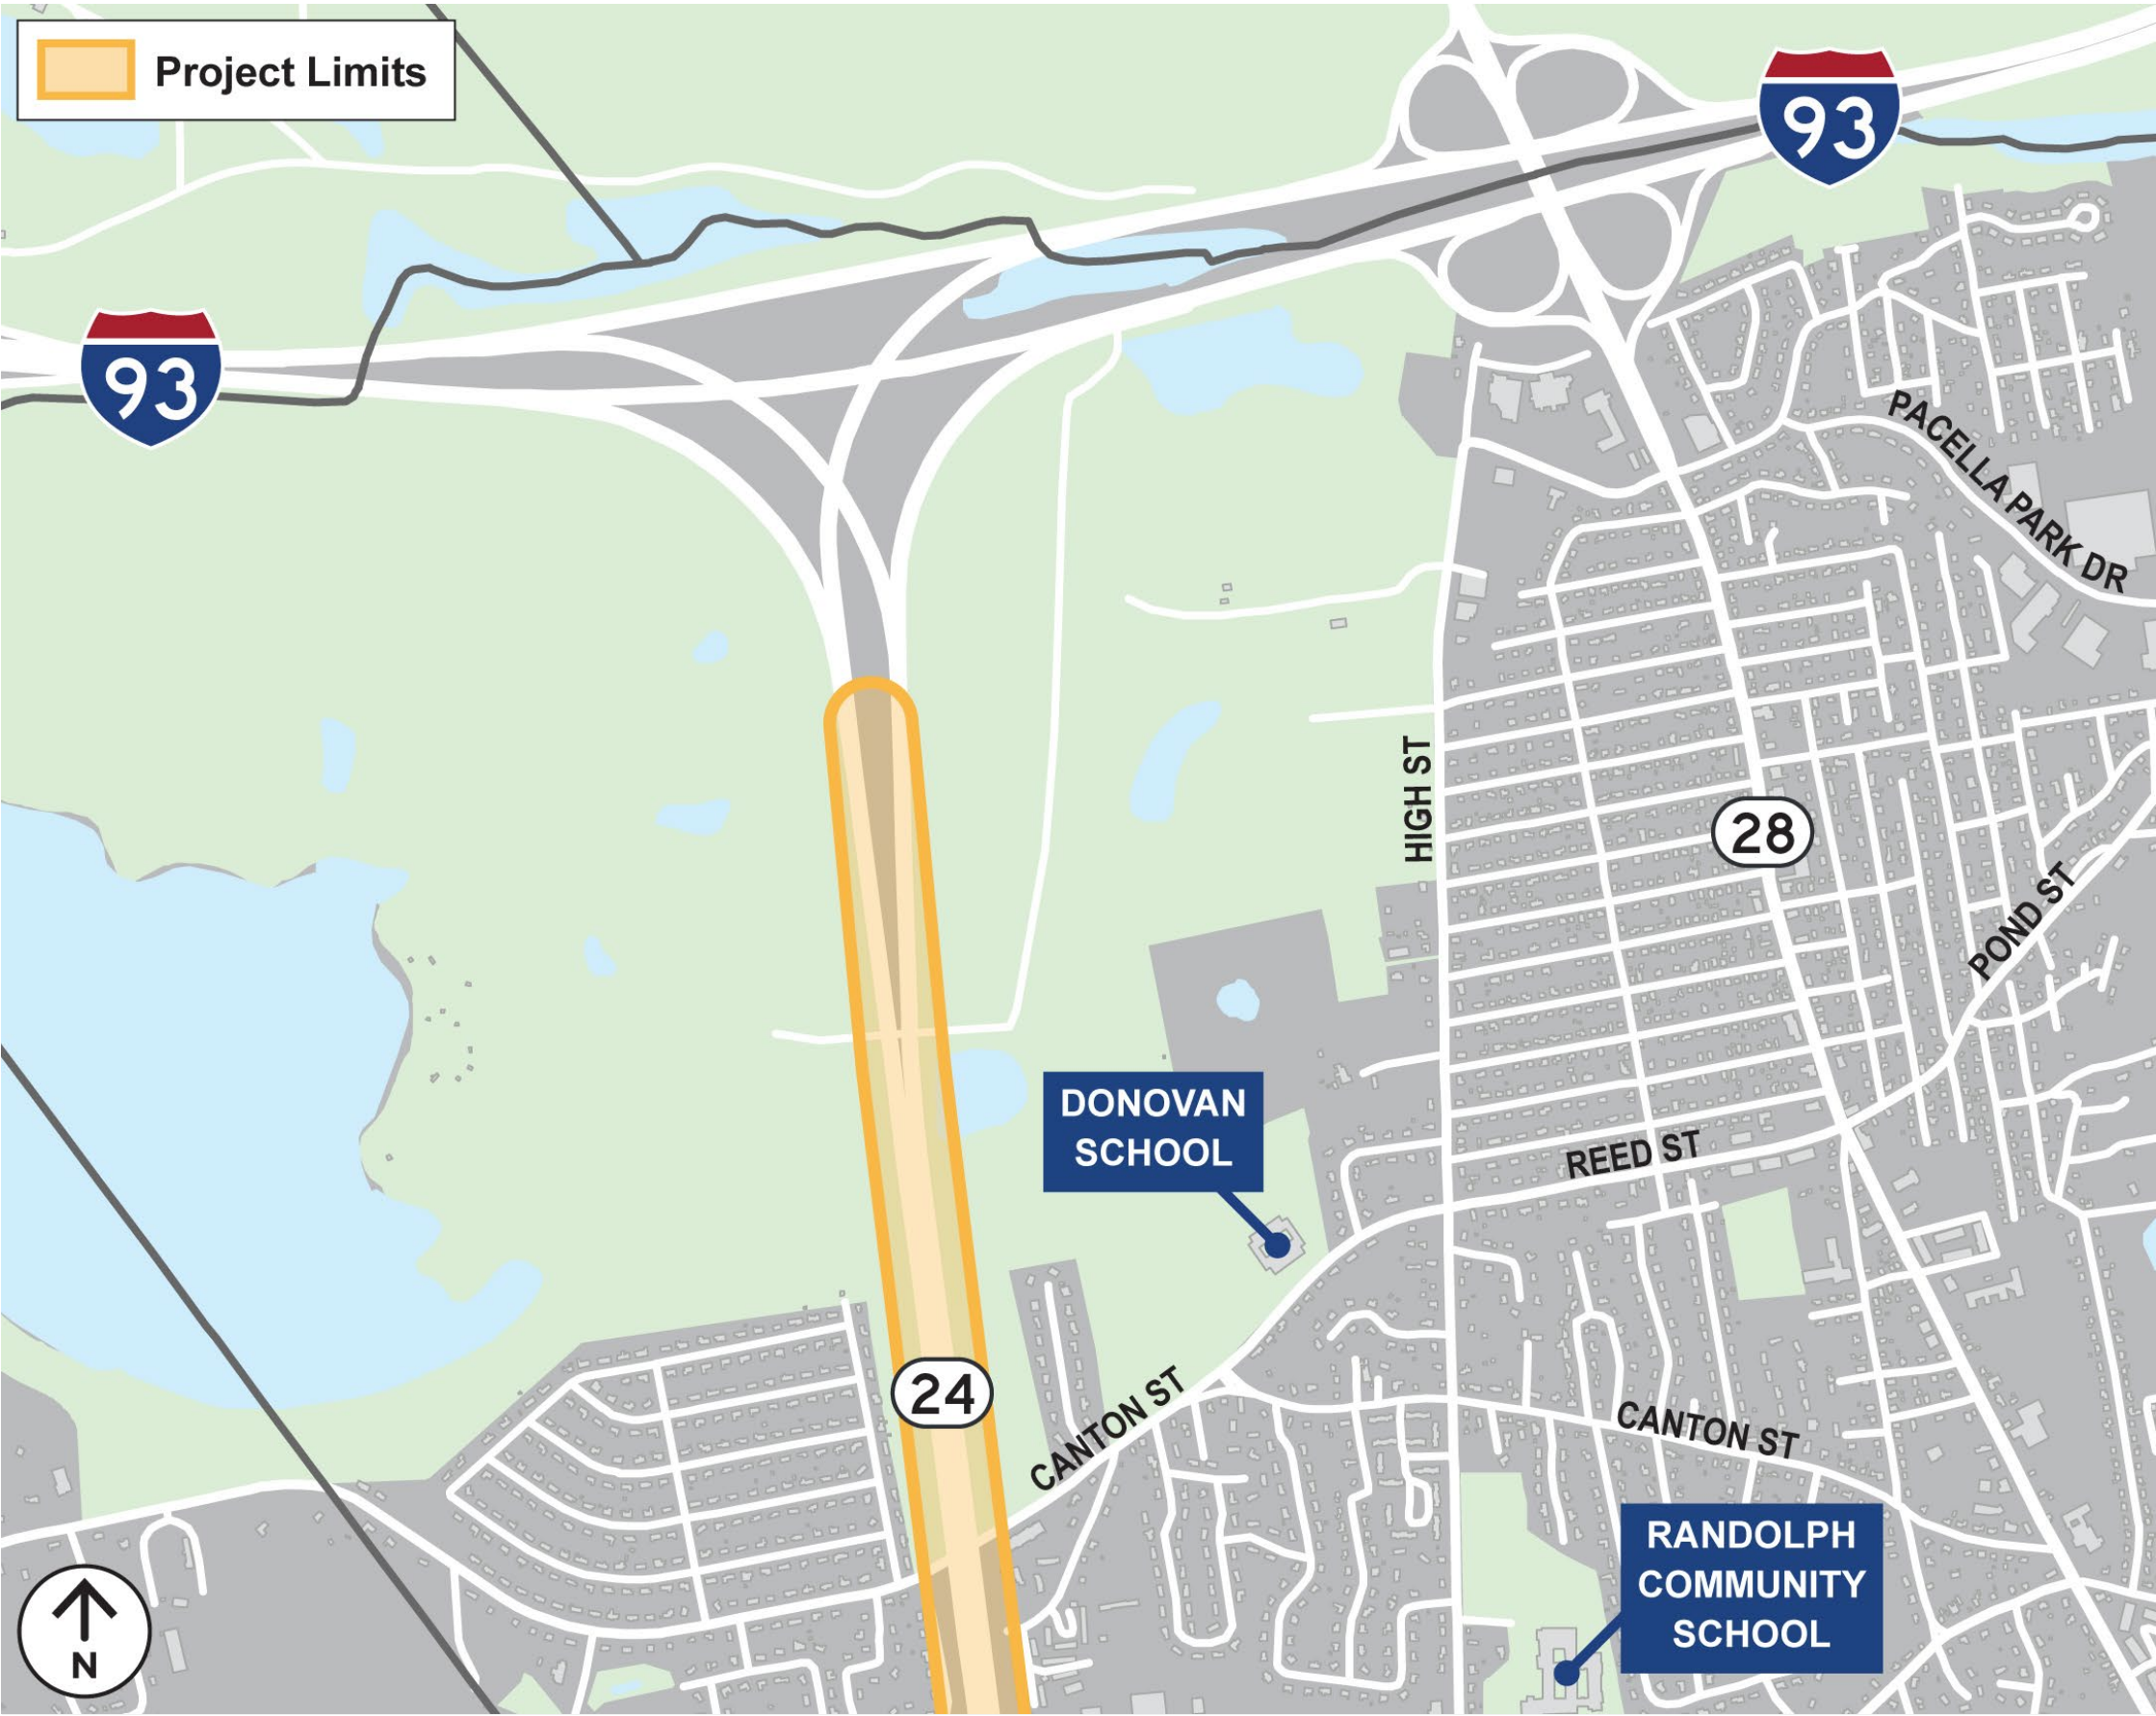 Project Limits
93
93
PACELLA PARK DR
HIGH ST
28
POND ST
DONOVAN
SCHOOL
REED ST
24
CANTON ST
CANTON ST
RANDOLPH
COMMUNITY
SCHOOL
N